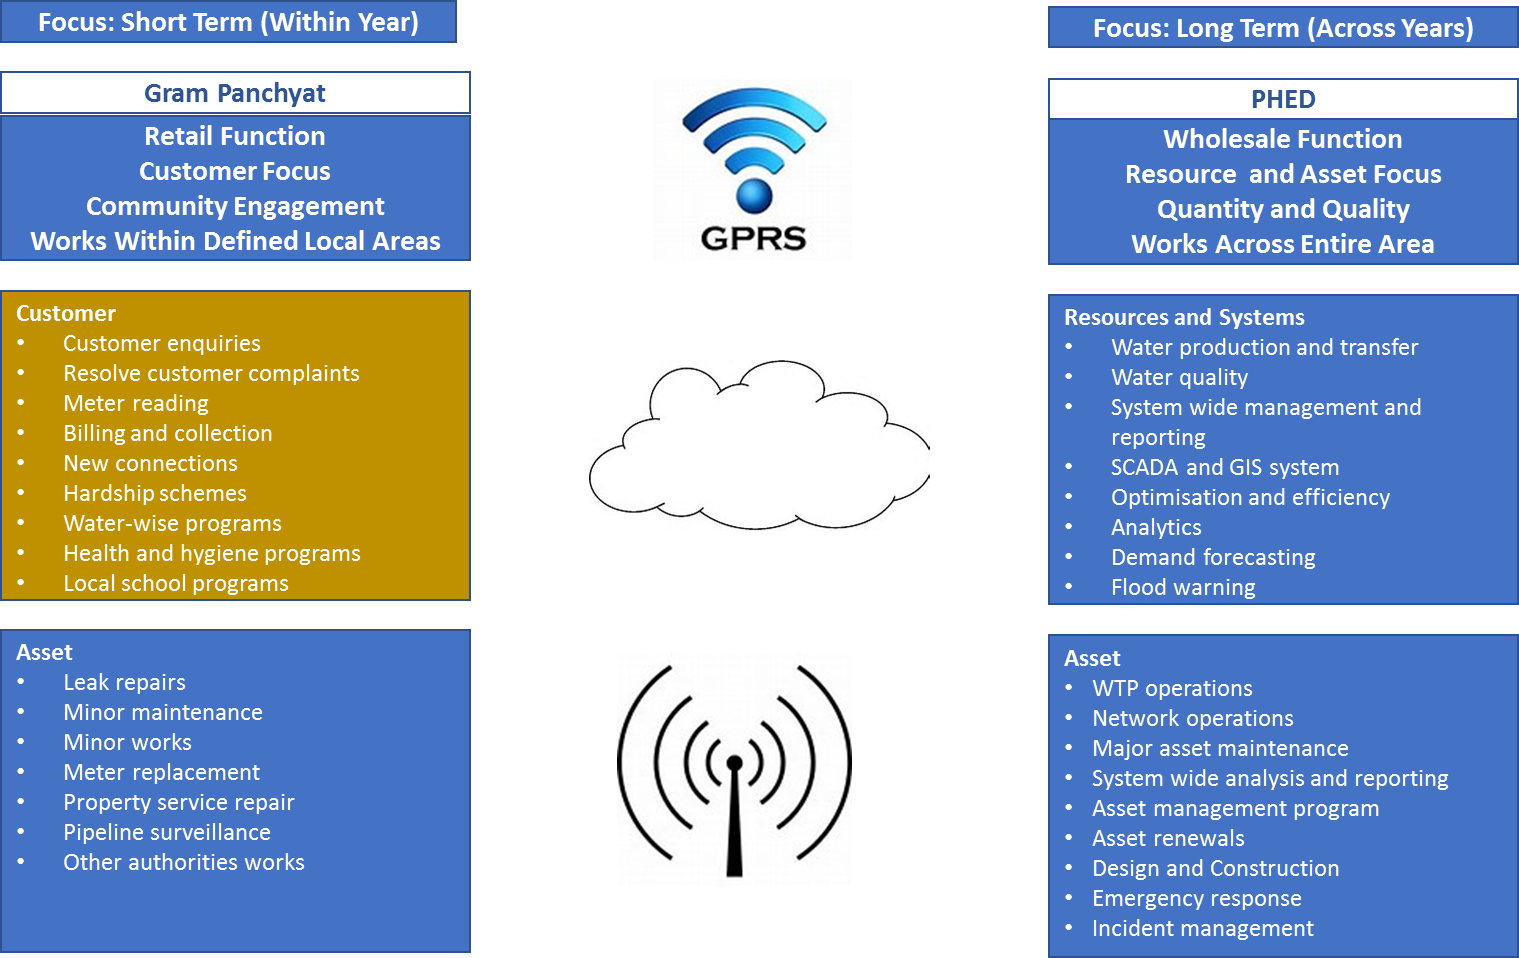 Focus: Short Term (Within Year)
Gram Panchyat
Retail Function
Customer Focus
Community Engagement
Works Within Defined Local Areas
Customer
• Customer enquiries
• Resolve customer complaints
• Meter reading
• Billing and collection
• New connections
• Hardship schemes
• Water-wise programs
• Health and hygiene programs
• Local school programs
Asset
• Leak repairs
• Minor maintenance
• Minor works
• Meter replacement
• Property service repair
• Pipeline surveillance
• Other authorities works
GPRS
Focus: Long Term (Across Years)
PHED
Wholesale Function
Resource and Asset Focus
Quantity and Quality
Works Across Entire Area
Resources and Systems
• Water production and transfer
• Water quality
• System wide management and
reporting
• SCADA and GIS system
• Optimisation and efficiency
• Analytics
• Demand forecasting
• Flood warning
Asset
• WTP operations
• Network operations
• Major asset maintenance
• System wide analysis and reporting
• Asset management program
• Asset renewals
• Design and Construction
• Emergency response
• Incident management